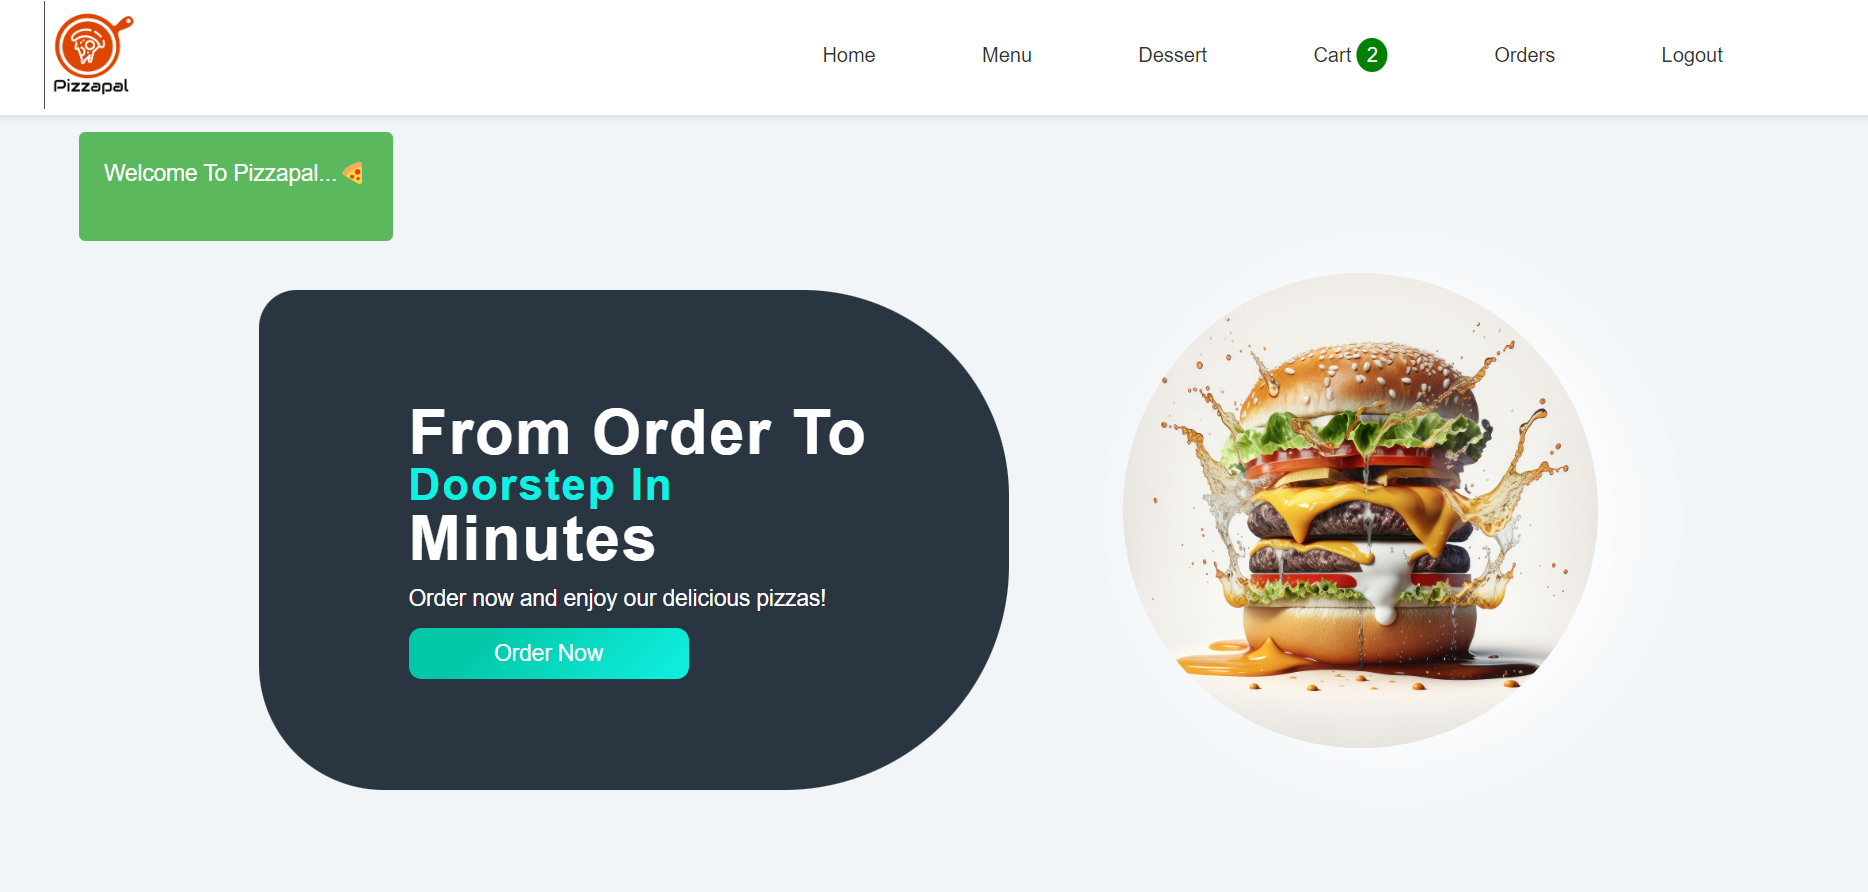 Pizzapal
Home
Menu
Dessert
Cart 2
Orders
Logout
Welcome To Pizzapal...🍕
From Order To
Doorstep In
Minutes
Order now and enjoy our delicious pizzas!
Order Now